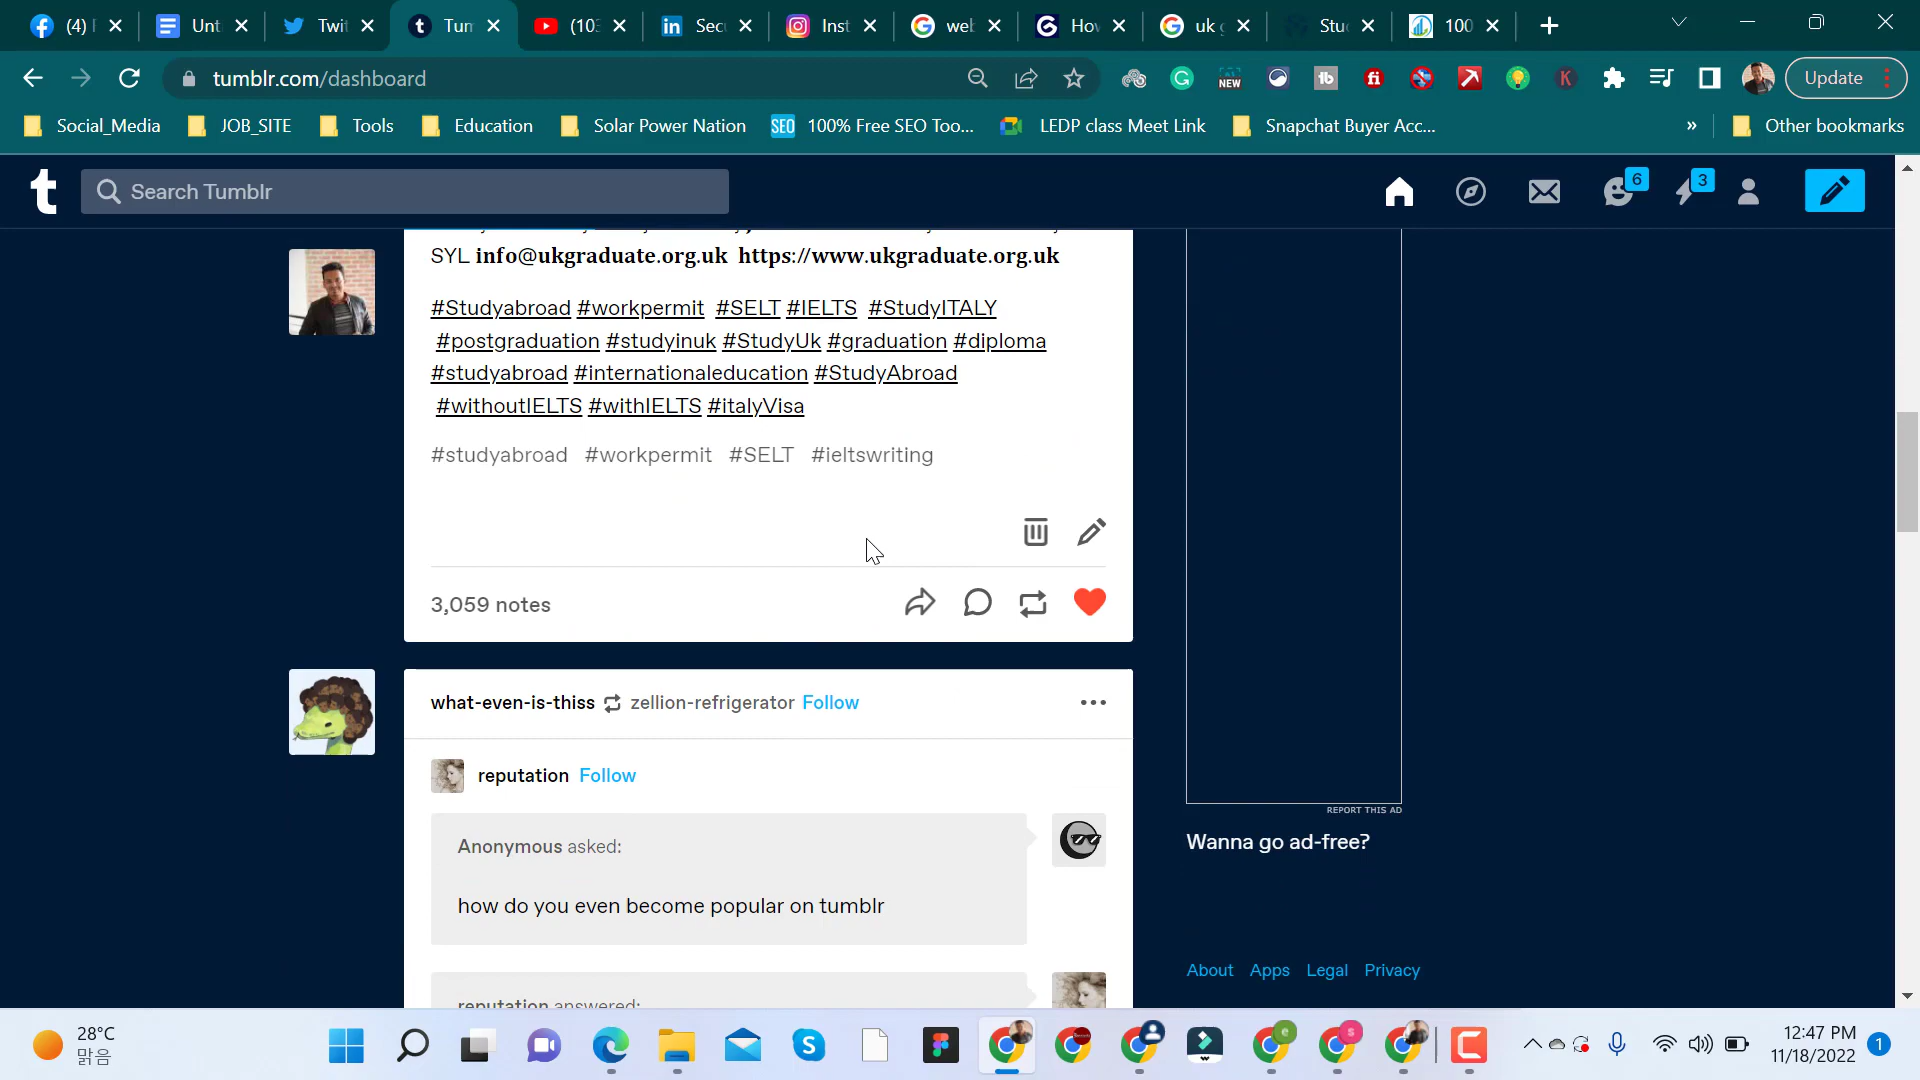 (4)
Unt
Twit
Tum
(103
Sec
Inst
web
How
uk g
Stu
100
tumblr.com/dashboard
NEW
Update
Social_Media
JOB_SITE
Tools
Education
Solar Power Nation
SEO 100% Free SEO Too...
LEDP class Meet Link
Snapchat Buyer Acc...
»
Other bookmarks
Search Tumblr
6
3
SYL info@ukgraduate.org.uk https://www.ukgraduate.org.uk
#Studyabroad #workpermit #SELT #IELTS #StudyITALY
#postgraduation #studyinuk #StudyUk #graduation #diploma
#studyabroad #internationaleducation #StudyAbroad
#withoutIELTS #withIELTS #italyVisa
#studyabroad #workpermit #SELT #ieltswriting
3,059 notes
what-even-is-thiss zellion-refrigerator Follow
reputation Follow
Anonymous asked:
how do you even become popular on tumblr
reputation answered:
REPORT THIS AD
Wanna go ad-free?
About Apps Legal Privacy
28°C
맑음
12:47 PM
11/18/2022
1